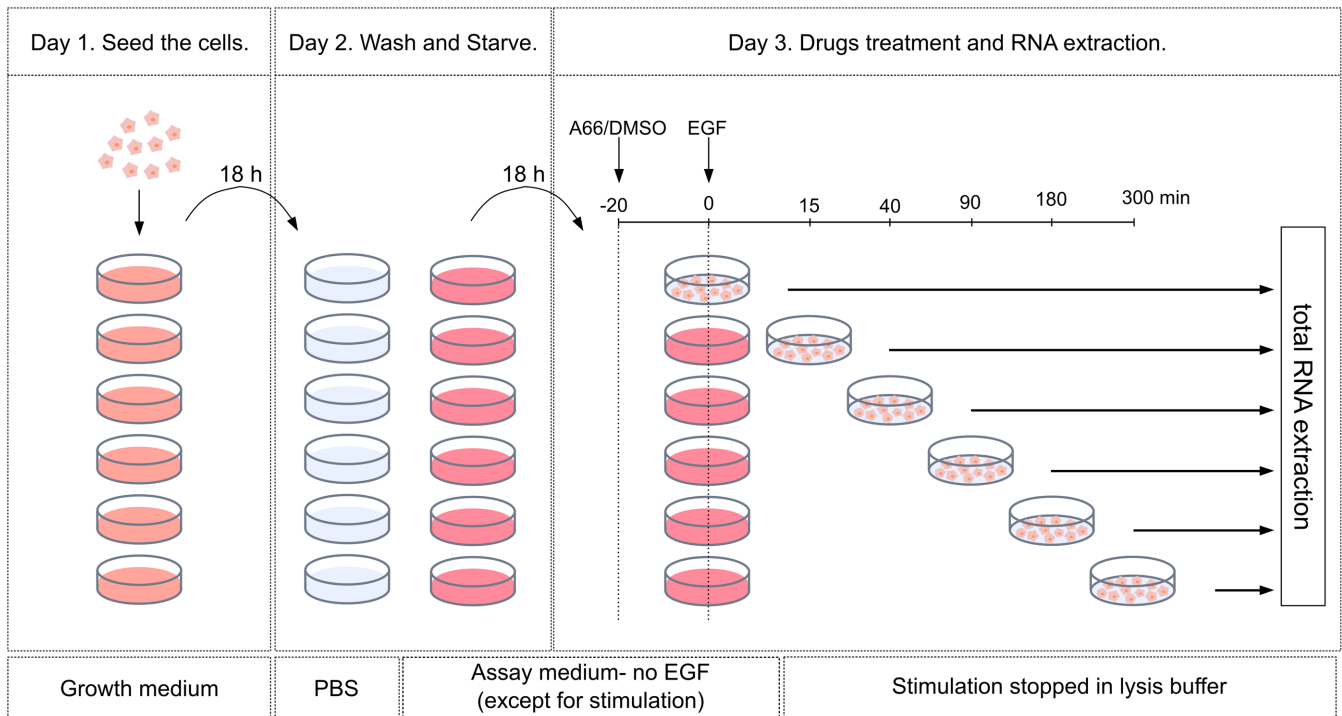 Day 1. Seed the cells.
Day 2. Wash and Starve.
Day 3. Drugs treatment and RNA extraction.
A66/DMSO
EGF
18 h
18 h
-20
0
15
40
90
180
300 min
total RNA extraction
Growth medium
PBS
Assay medium- no EGF
(except for stimulation)
Stimulation stopped in lysis buffer